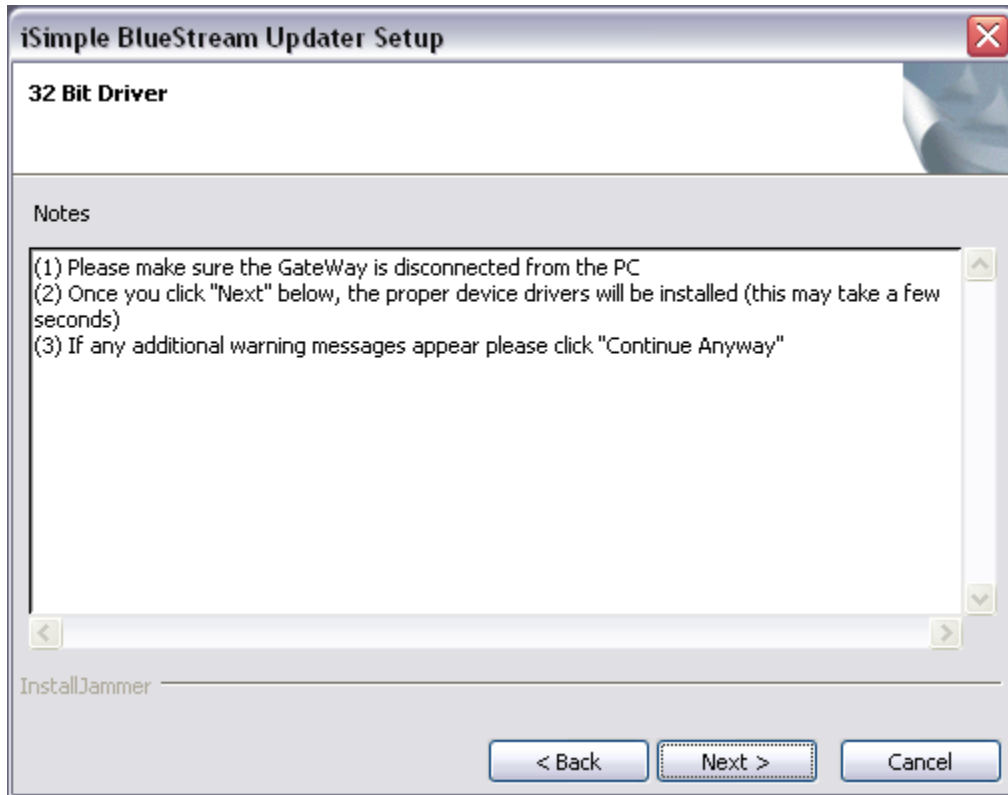 iSimple BlueStream Updater Setup
32 Bit Driver
Notes
(1) Please make sure the GateWay is disconnected from the PC
(2) Once you click "Next" below, the proper device drivers will be installed (this may take a few
seconds)
(3) If any additional warning messages appear please click "Continue Anyway"
InstallJammer
< Back
Next >
Cancel